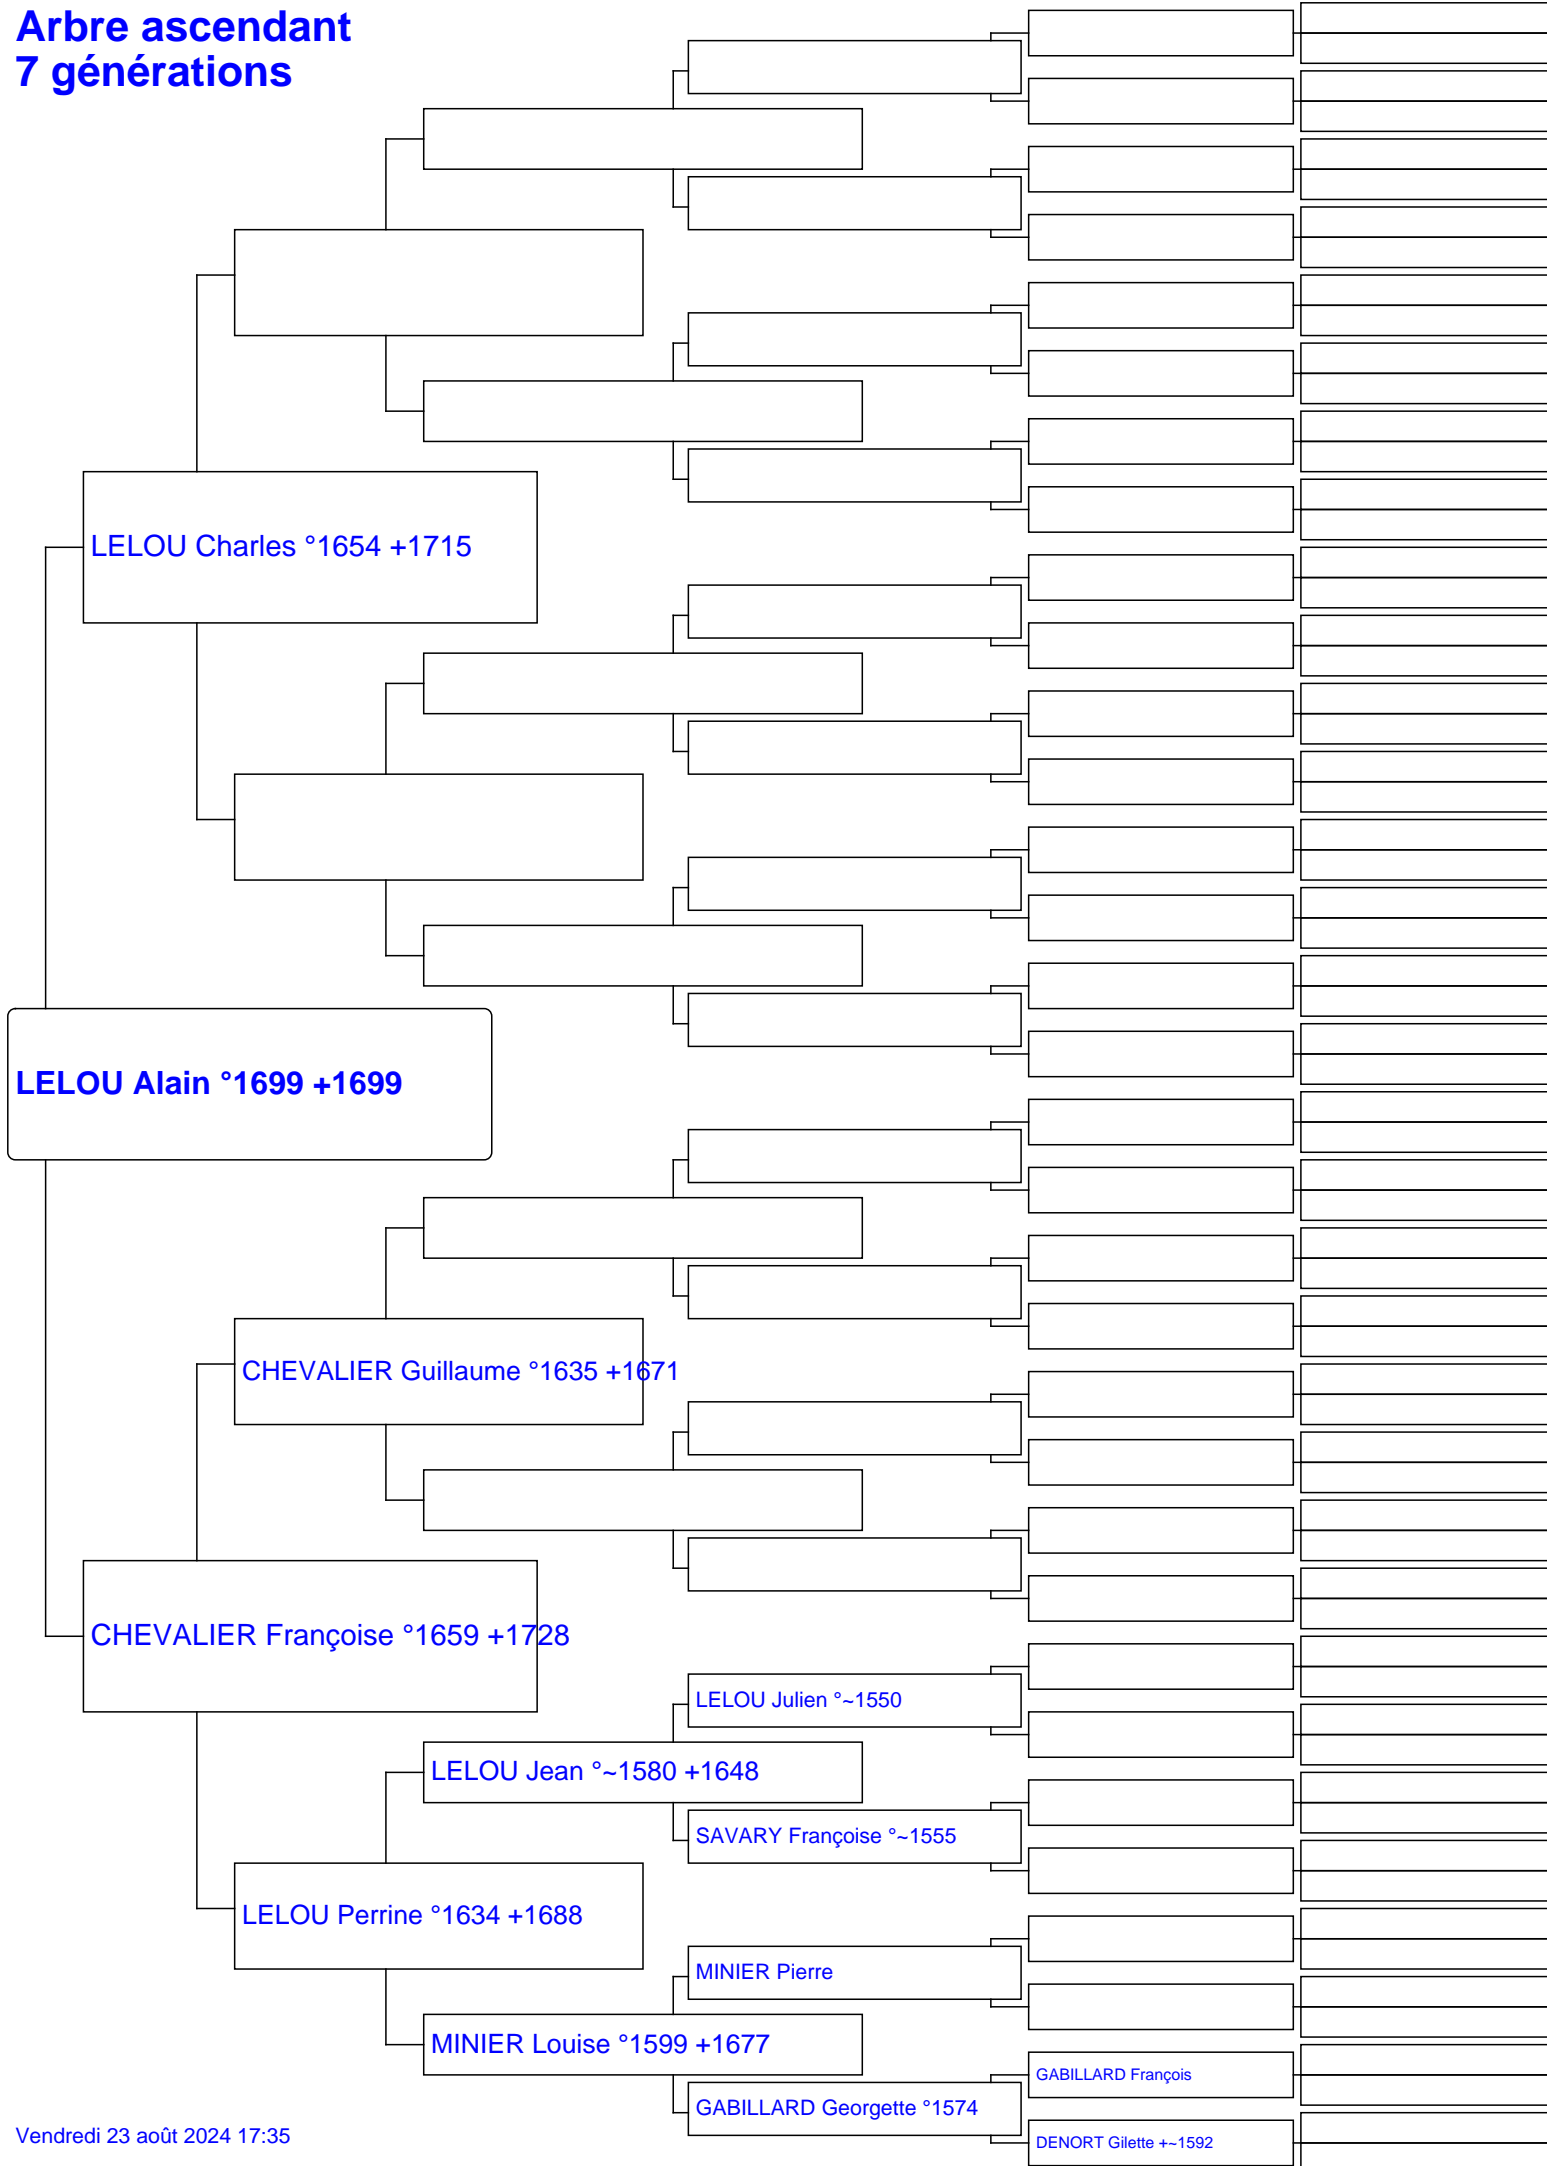 Arbre ascendant
7 générations
LELOU Charles °1654 +1715
LELOU Alain °1699 +1699
CHEVALIER Guillaume °1635 +1671
CHEVALIER Françoise °1659 +1728
LELOU Julien °~1550
LELOU Jean °~1580 +1648
SAVARY Françoise °~1555
LELOU Perrine °1634 +1688
MINIER Pierre
MINIER Louise °1599 +1677
GABILLARD François
GABILLARD Georgette °1574
DENORT Gilette +~1592
Vendredi 23 août 2024 17:35